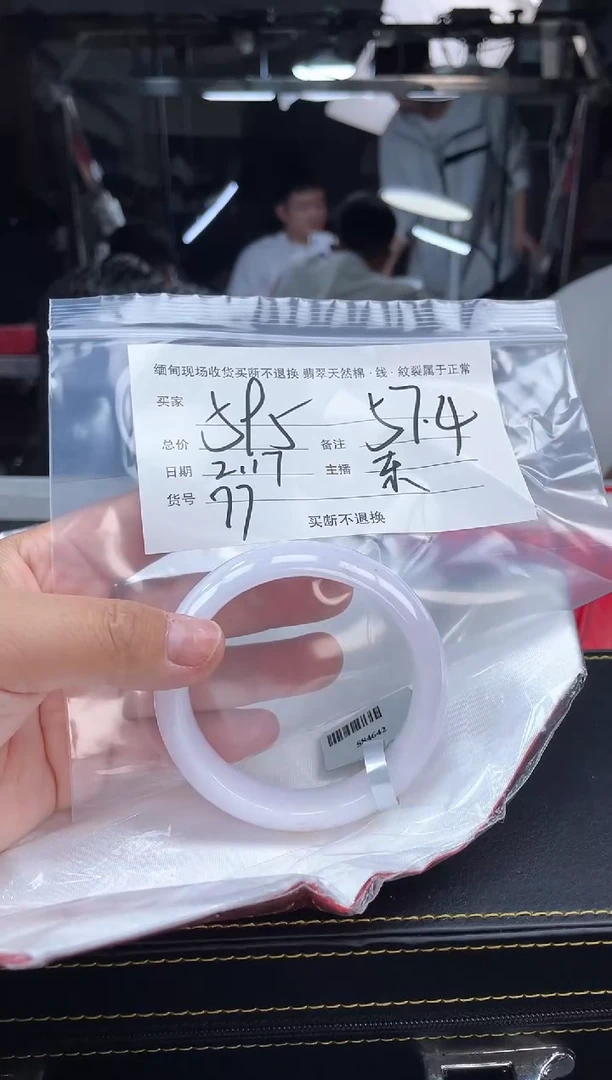 缅甸现场收货买断不退换 翡翠天然棉·线·纹裂属于正常
买家
总价 595 备注 57.4
日期 2.17 主播 东
货号 77
买断不退换
S84642